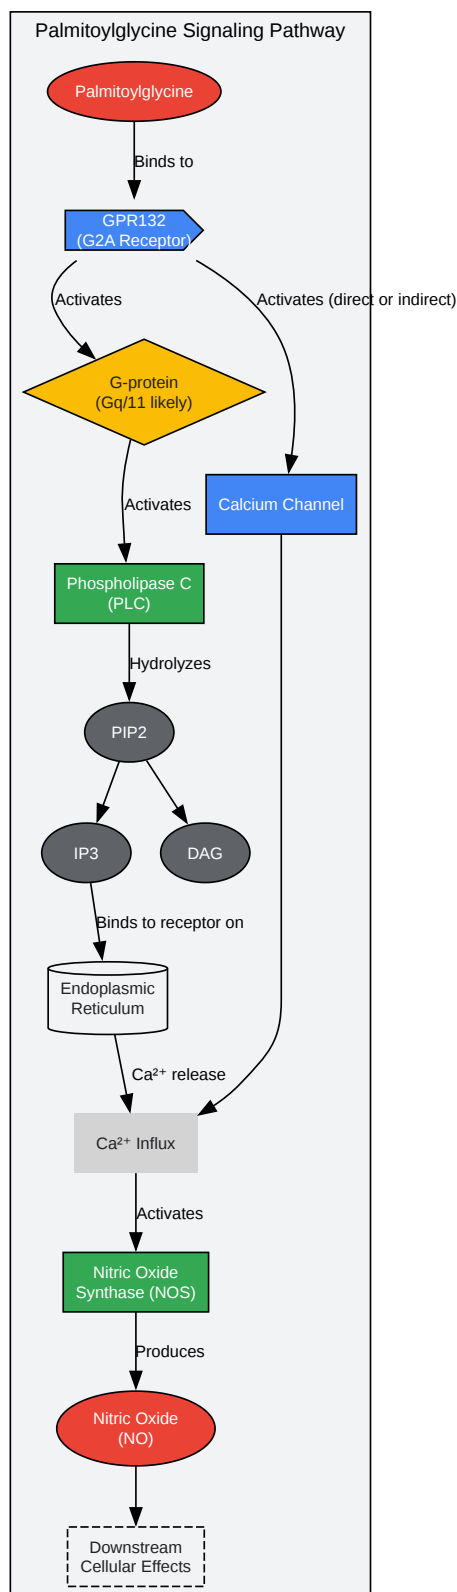 Palmitoylglycine Signaling Pathway
Palmitoylglycine
Binds to
GPR132
(G2A Receptor)
Activates
Activates (direct or indirect)
G-protein
(Gq/11 likely)
Activates
Calcium Channel
Phospholipase C
(PLC)
Hydrolyzes
PIP2
IP3
DAG
Binds to receptor on
Endoplasmic
Reticulum
Ca²⁺ release
Ca²⁺ Influx
Activates
Nitric Oxide
Synthase (NOS)
Produces
Nitric Oxide
(NO)
Downstream
Cellular Effects